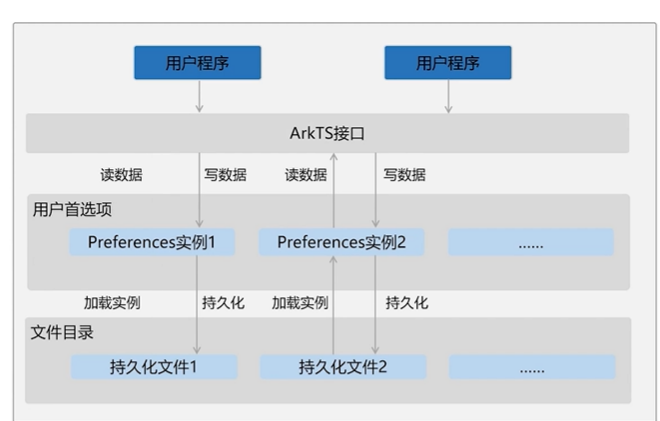 用户程序 用户程序
ArkTS接口
读数据 写数据 读数据 写数据
用户首选项
Preferences实例1 Preferences实例2 ......
加载实例 持久化 加载实例 持久化
文件目录
持久化文件1 持久化文件2 ......